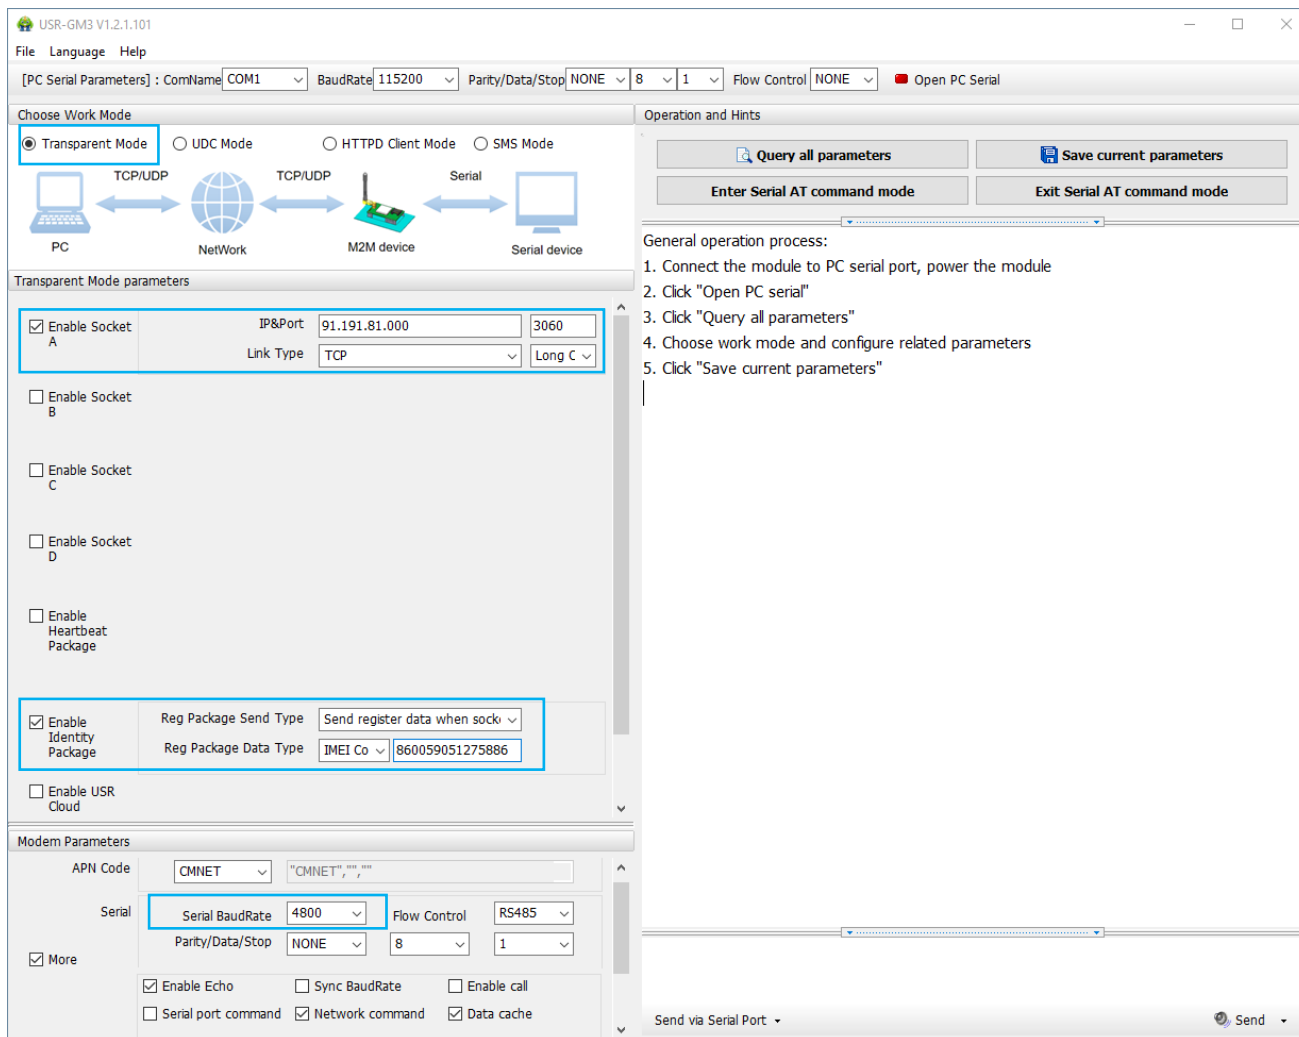 USR-GM3 V1.2.1.101
File Language Help
[PC Serial Parameters] : ComName COM1 BaudRate 115200 Parity/Data/Stop NONE 8 1 Flow Control NONE Open PC Serial
Choose Work Mode
Transparent Mode UDC Mode HTTPD Client Mode SMS Mode
TCP/UDP TCP/UDP Serial
PC NetWork M2M device Serial device
Transparent Mode parameters
Enable Socket A
IP&Port 91.191.81.000 3060
Link Type TCP Long C
Enable Socket B
Enable Socket C
Enable Socket D
Enable Heartbeat Package
Enable Identity Package
Reg Package Send Type Send register data when socke
Reg Package Data Type IMEI Co 860059051275886
Enable USR Cloud
Modem Parameters
APN Code CMNET "CMNET","",""
Serial Serial BaudRate 4800 Flow Control RS485
Parity/Data/Stop NONE 8 1
More
Enable Echo Sync BaudRate Enable call
Serial port command Network command Data cache
Operation and Hints
Query all parameters Save current parameters
Enter Serial AT command mode Exit Serial AT command mode
General operation process:
1. Connect the module to PC serial port, power the module
2. Click "Open PC serial"
3. Click "Query all parameters"
4. Choose work mode and configure related parameters
5. Click "Save current parameters"
Send via Serial Port Send